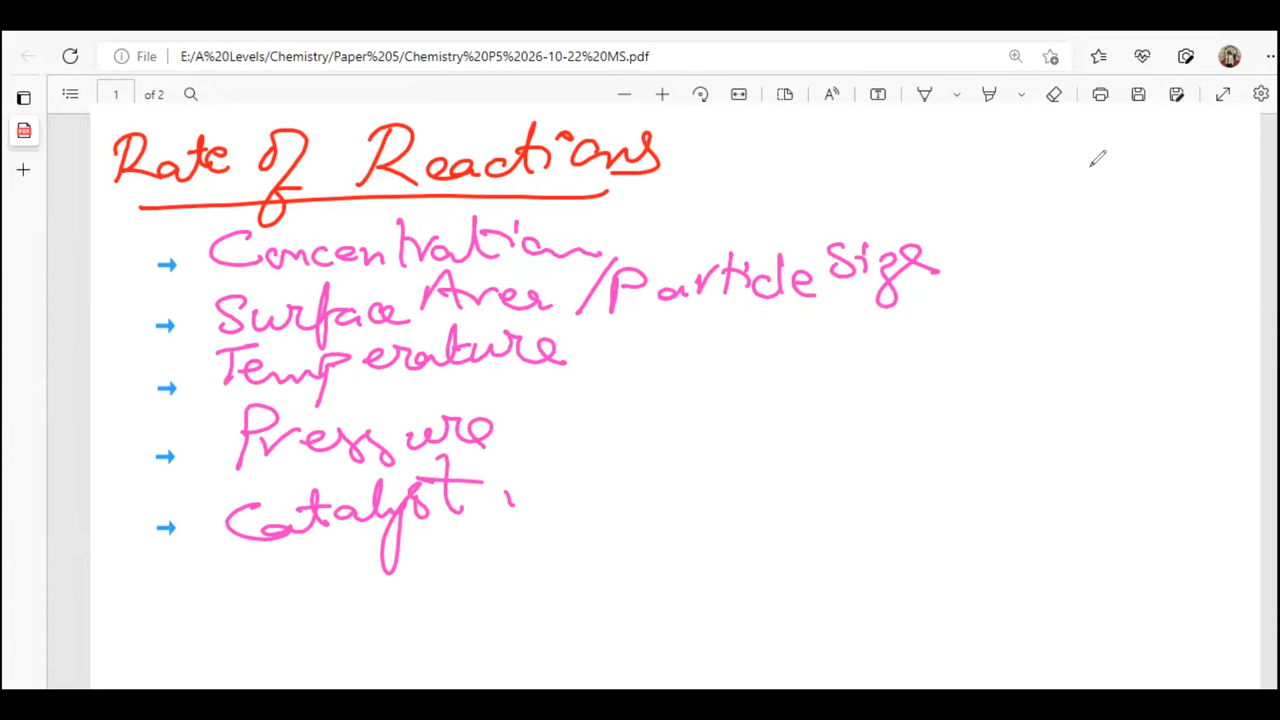 File E:/A%20Levels/Chemistry/Paper%205/Chemistry%20P5%2026-10-22%20MS.pdf
1 of 2
Rate of Reactions
→ Concentration
→ Surface Area / Particle Size
→ Temperature
→ Pressure
→ Catalyst